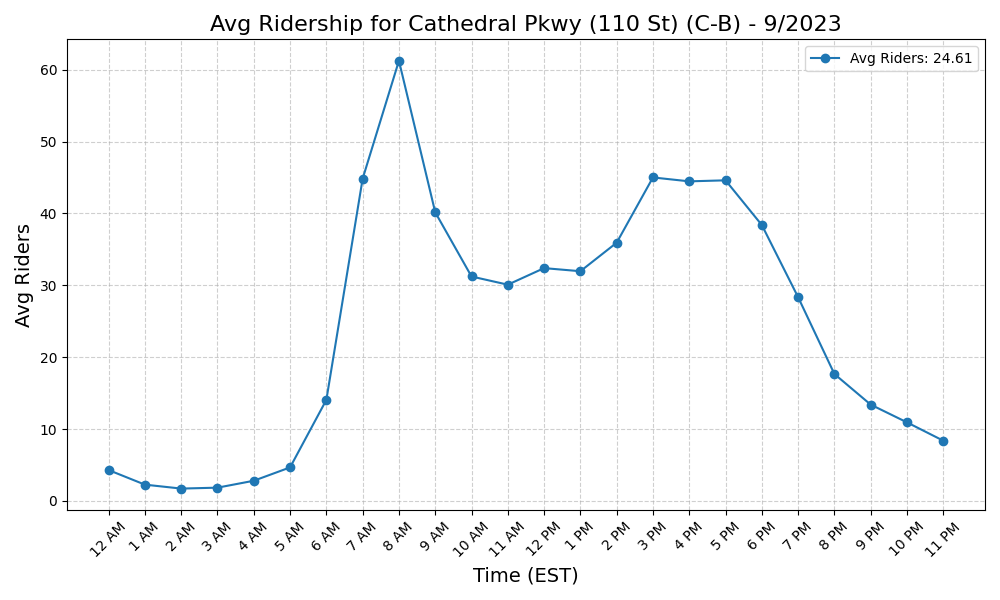 Avg Ridership for Cathedral Pkwy (110 St) (C-B) - 9/2023
Avg Riders: 24.61
Avg Riders
60
50
40
30
20
10
0
12 AM
1 AM
2 AM
3 AM
4 AM
5 AM
6 AM
7 AM
8 AM
9 AM
10 AM
11 AM
12 PM
1 PM
2 PM
3 PM
4 PM
5 PM
6 PM
7 PM
8 PM
9 PM
10 PM
11 PM
Time (EST)